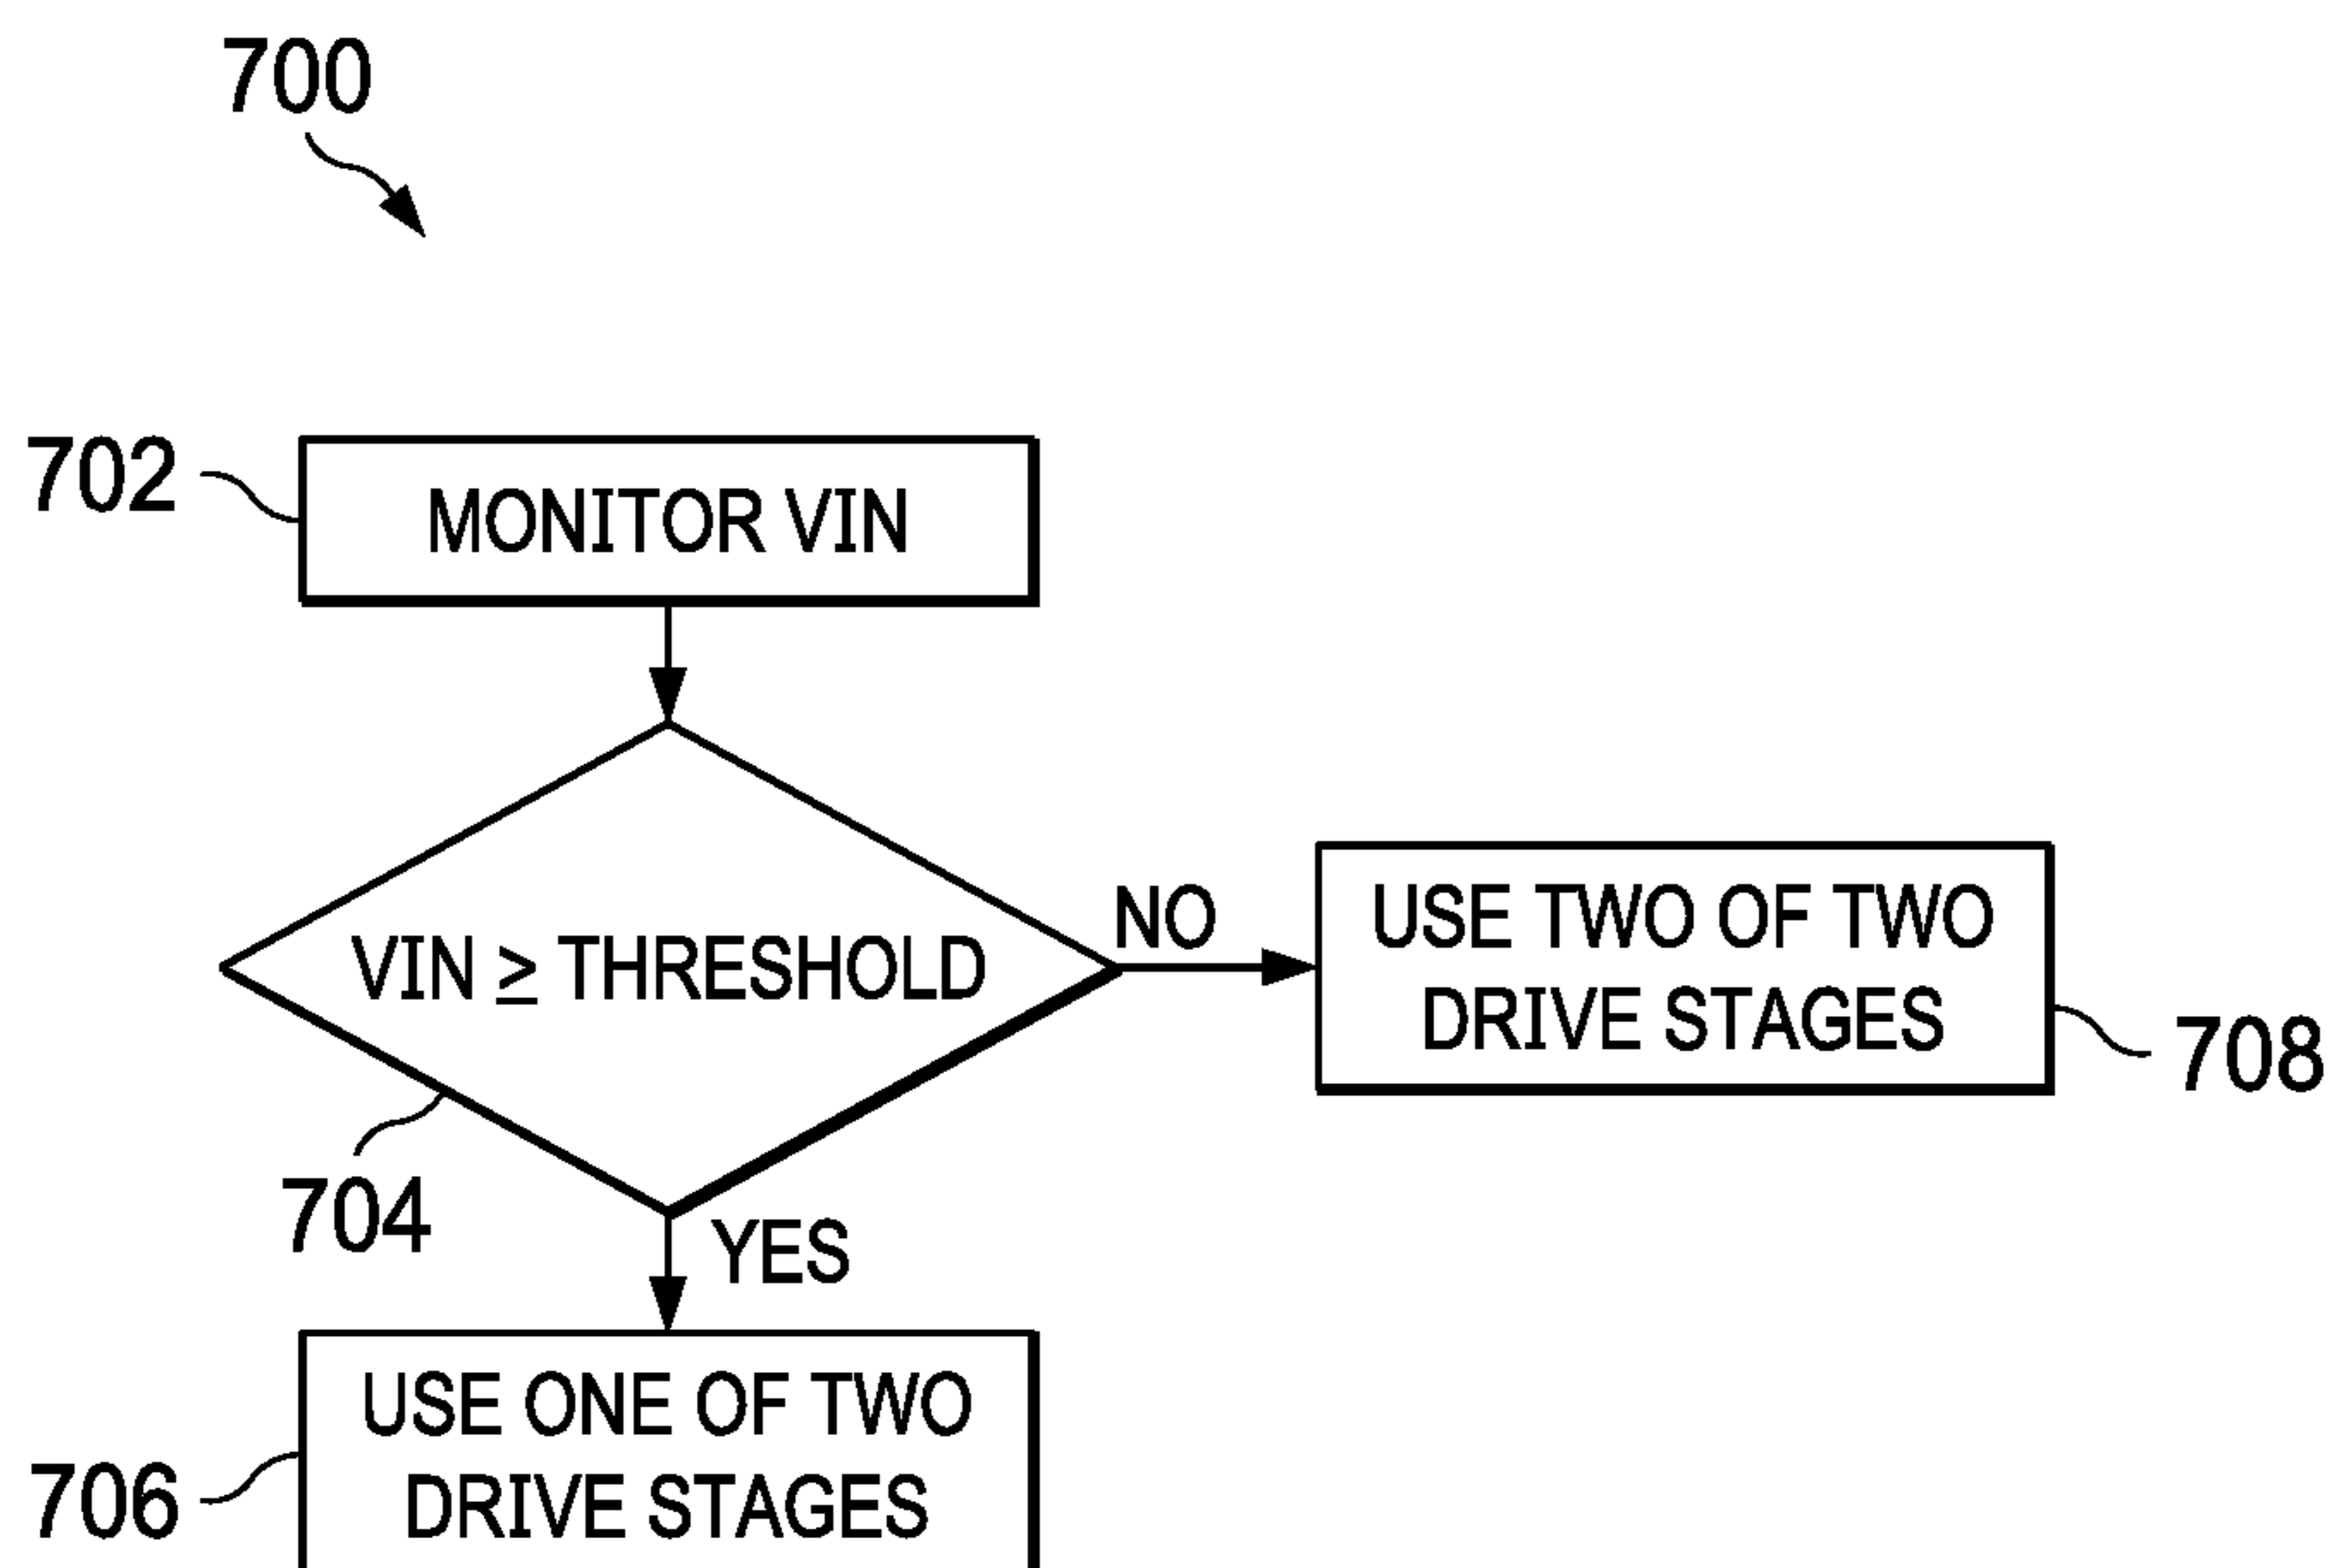 700
702
MONITOR VIN
VIN ≥ THRESHOLD
NO
USE TWO OF TWO
DRIVE STAGES
708
704
YES
USE ONE OF TWO
DRIVE STAGES
706